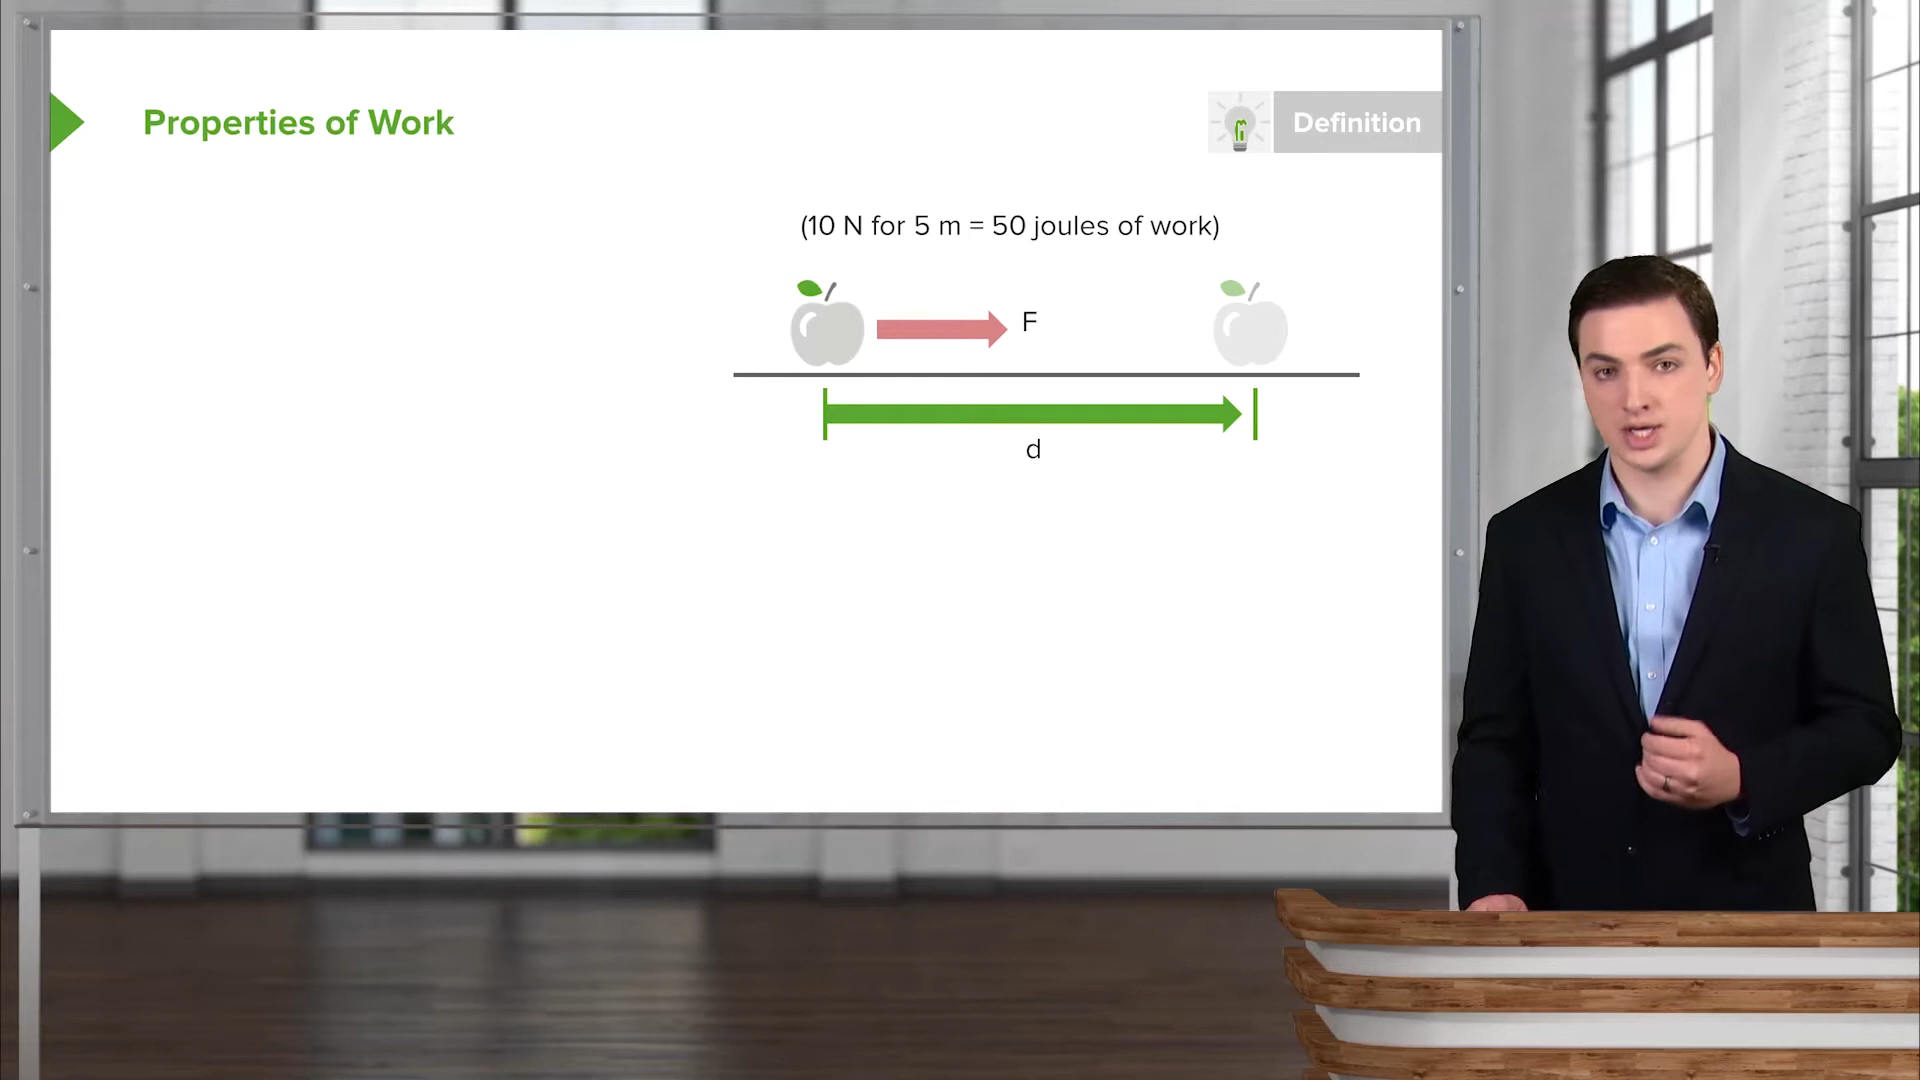 Properties of Work
Definition
(10 N for 5 m = 50 joules of work)
F
d